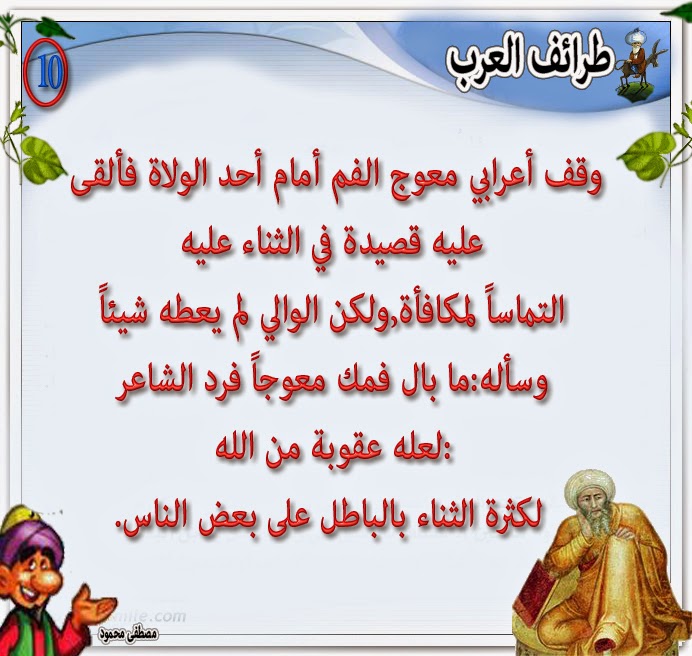 طرائف العرب
10
وقف أعرابي معوج الفم أمام أحد الولاة فألقى
عليه قصيدة في الثناء عليه
التماساً لمكافأة,ولكن الوالي لم يعطه شيئاً
وسأله:ما بال فمك معوجاً فرد الشاعر
:لعله عقوبة من الله
لكثرة الثناء بالباطل على بعض الناس.
مصطفى محمود